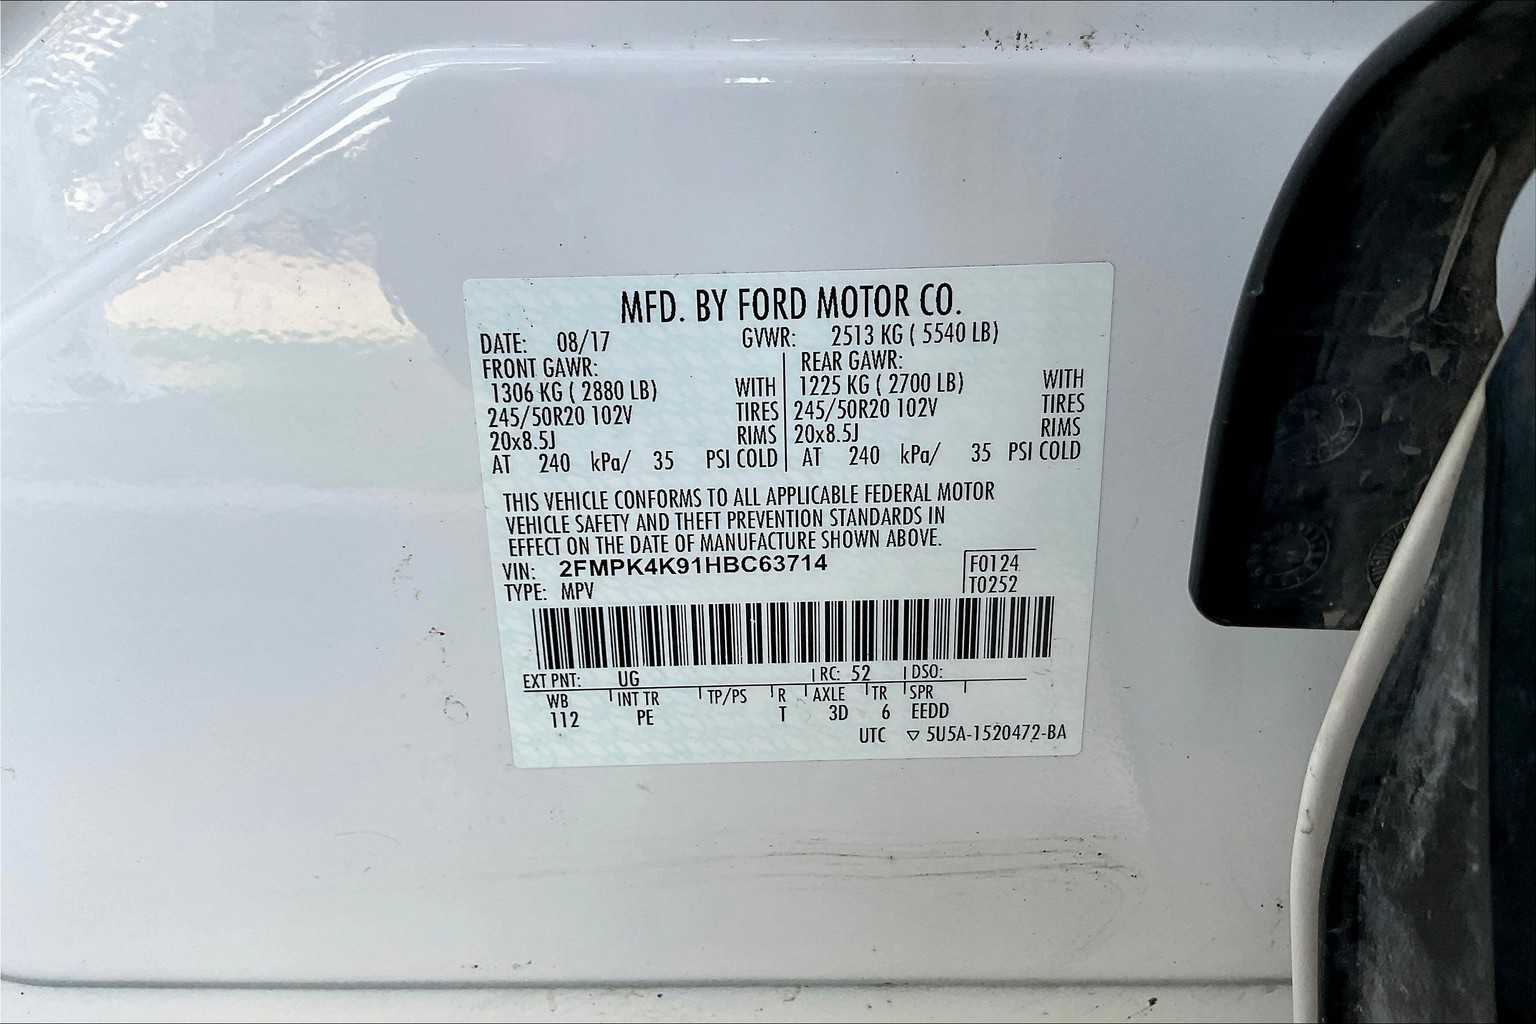 MFD. BY FORD MOTOR CO.
DATE: 08/17 GVWR: 2513 KG ( 5540 LB)
FRONT GAWR: REAR GAWR:
1306 KG ( 2880 LB) WITH 1225 KG ( 2700 LB) WITH
245/50R20 102V TIRES 245/50R20 102V TIRES
20x8.5J RIMS 20x8.5J RIMS
AT 240 kPa/ 35 PSI COLD AT 240 kPa/ 35 PSI COLD
THIS VEHICLE CONFORMS TO ALL APPLICABLE FEDERAL MOTOR
VEHICLE SAFETY AND THEFT PREVENTION STANDARDS IN
EFFECT ON THE DATE OF MANUFACTURE SHOWN ABOVE.
VIN: 2FMPK4K91HBC63714 F0124
TYPE: MPV T0252
EXT PNT: UG RC: 52 DSO:
WB INT TR TP/PS R AXLE TR SPR
112 PE T 3D 6 EEDD
UTC ▽ 5U5A-1520472-BA